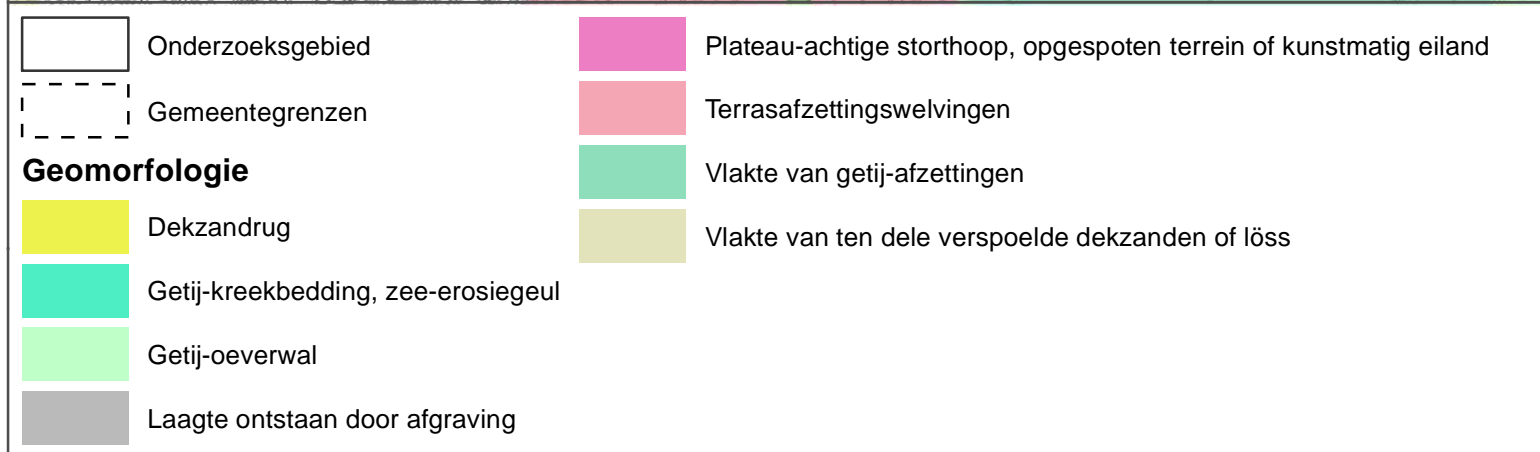 Onderzoeksgebied
Gemeentegrenzen
Geomorfologie
Dekzandrug
Getij-kreekbedding, zee-erosiegeul
Getij-oeverwal
Laagte ontstaan door afgraving
Plateau-achtige storthoop, opgespoten terrein of kunstmatig eiland
Terrasafzettingswelvingen
Vlakte van getij-afzettingen
Vlakte van ten dele verspoelde dekzanden of löss